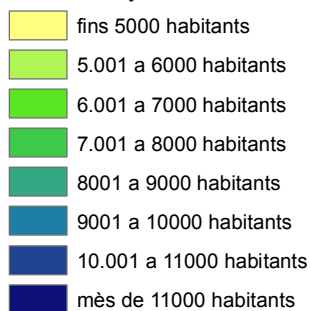 fins 5000 habitants
5.001 a 6000 habitants
6.001 a 7000 habitants
7.001 a 8000 habitants
8001 a 9000 habitants
9001 a 10000 habitants
10.001 a 11000 habitants
mès de 11000 habitants